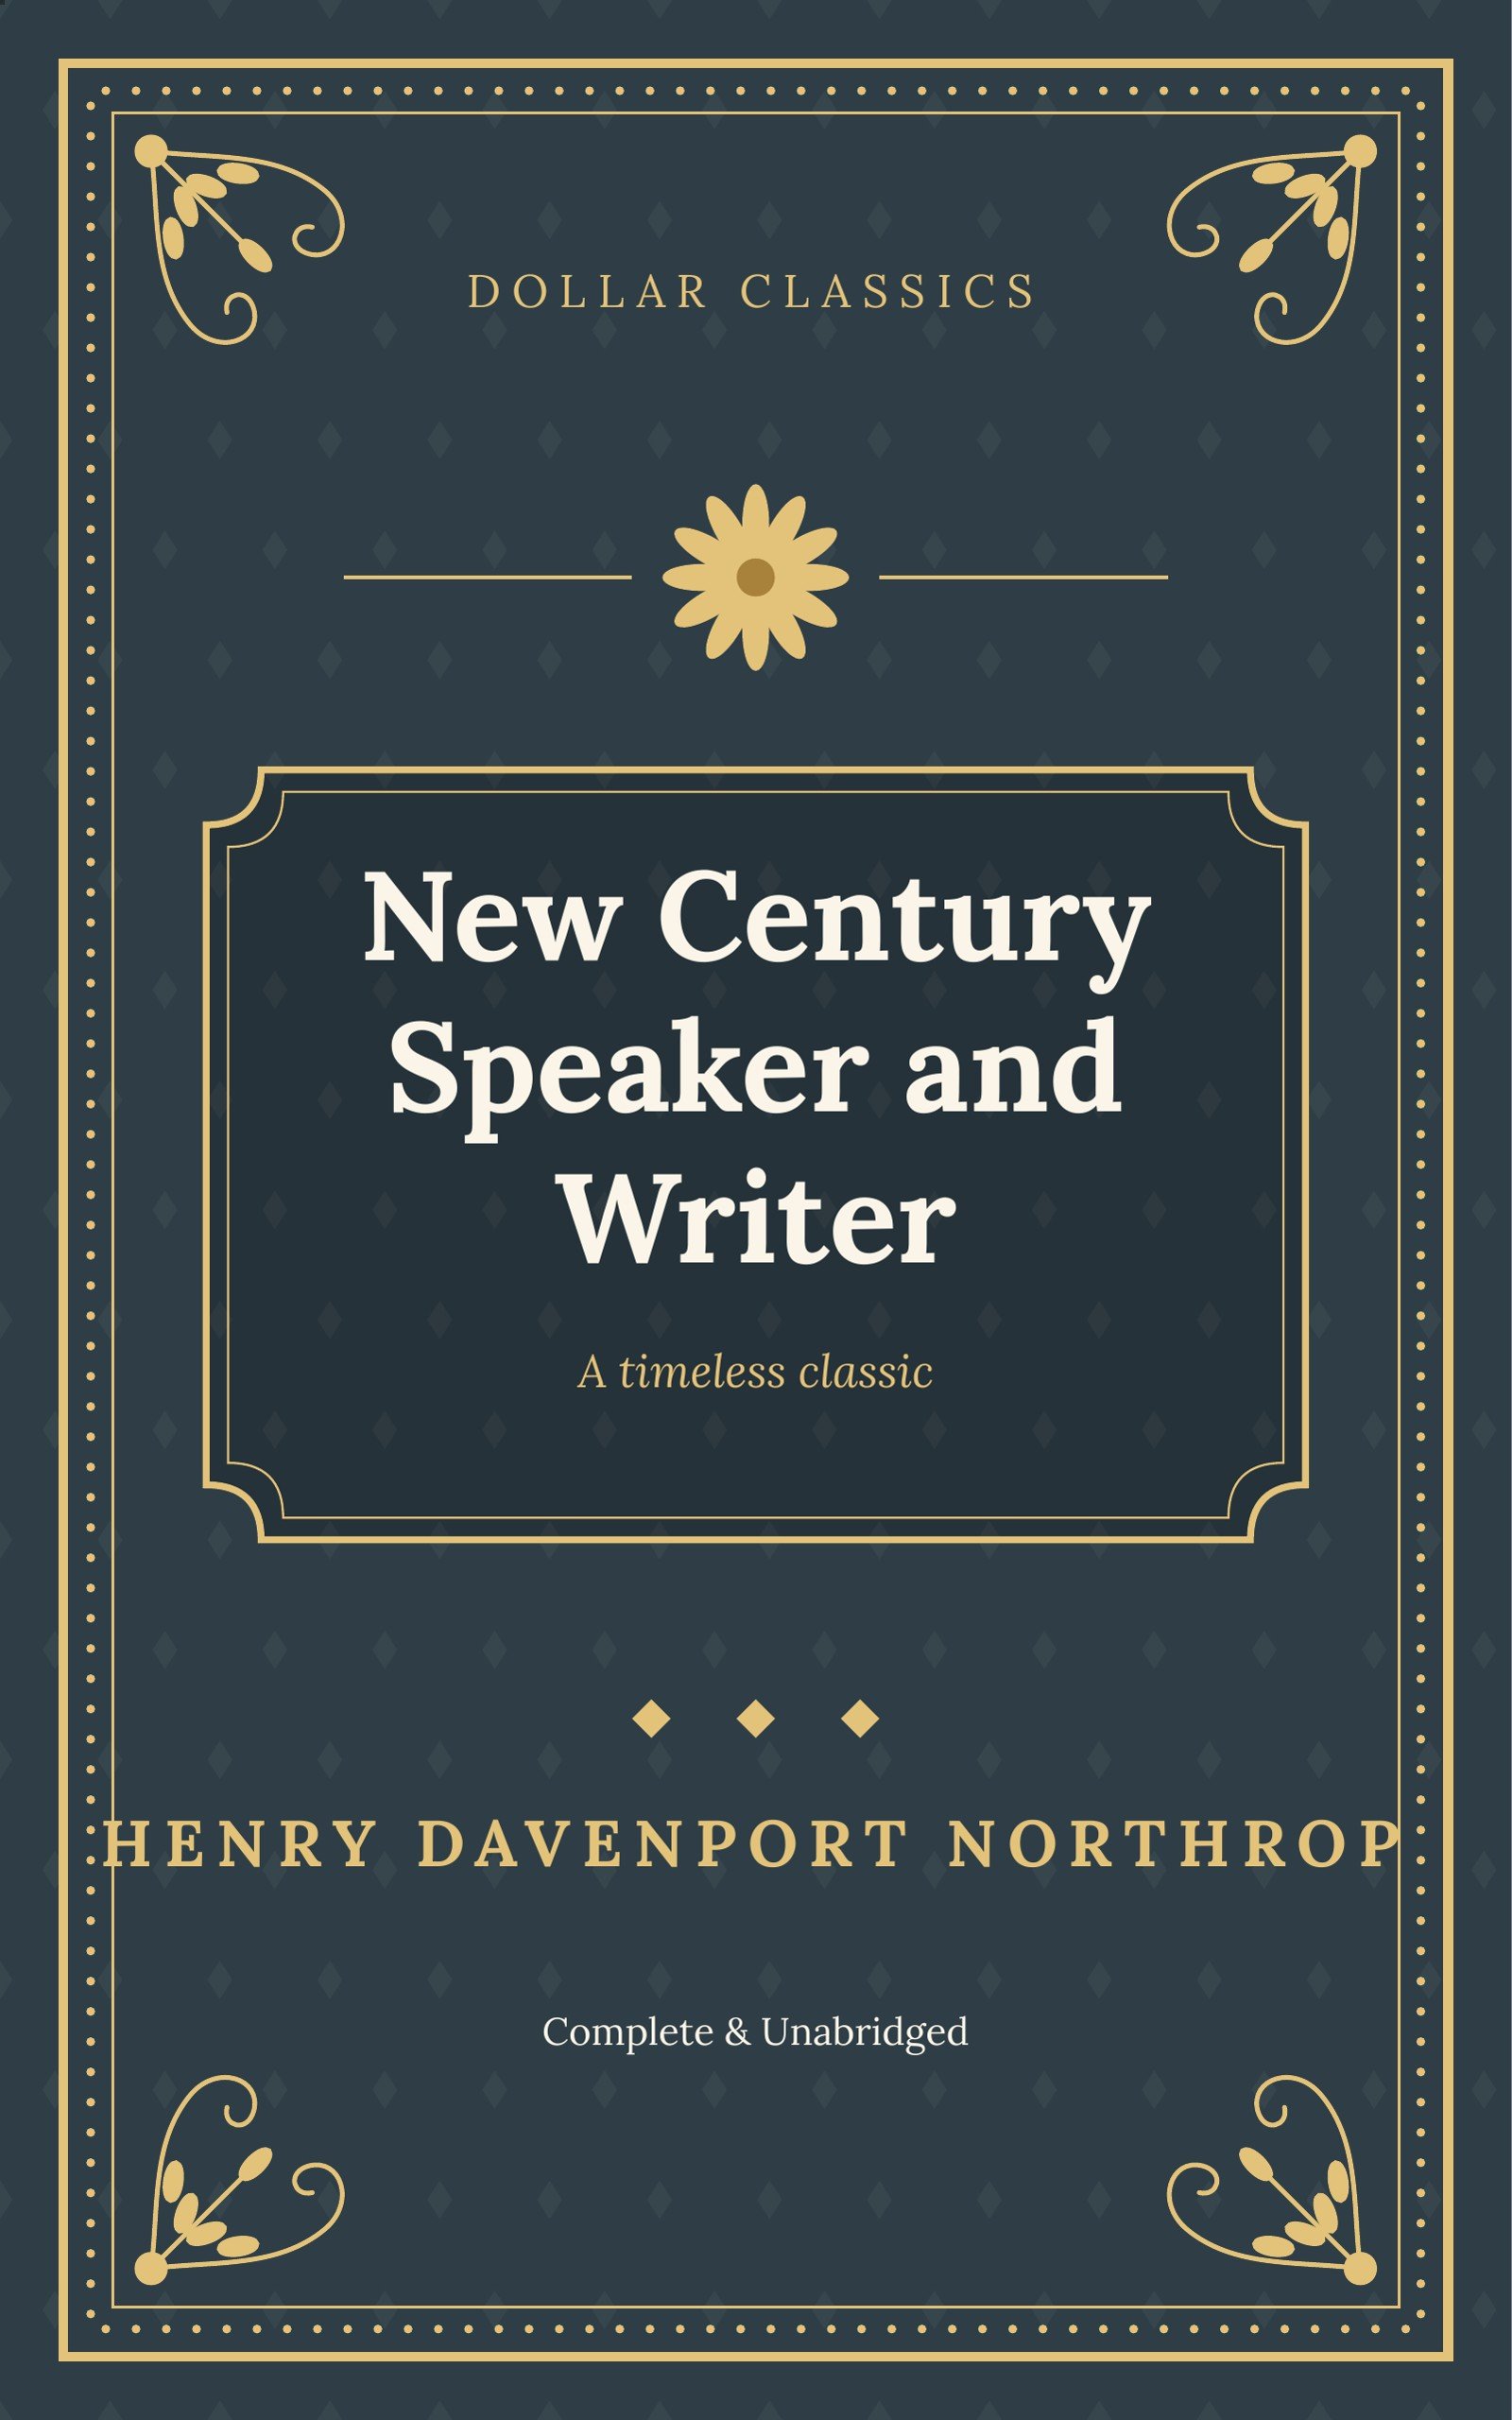 DOLLAR CLASSICS
New Century
Speaker and
Writer
A timeless classic
HENRY DAVENPORT NORTHROP
Complete & Unabridged